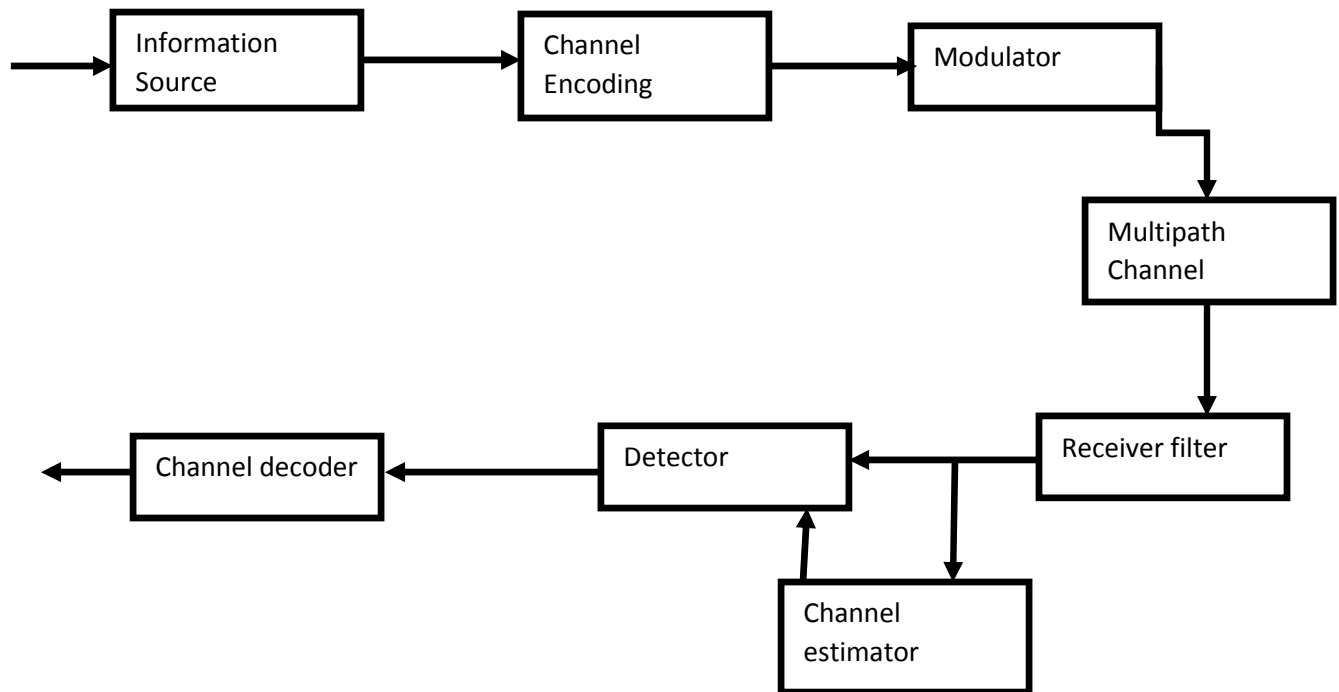 Information
Source
Channel
Encoding
Modulator
Multipath
Channel
Receiver filter
Detector
Channel decoder
Channel
estimator